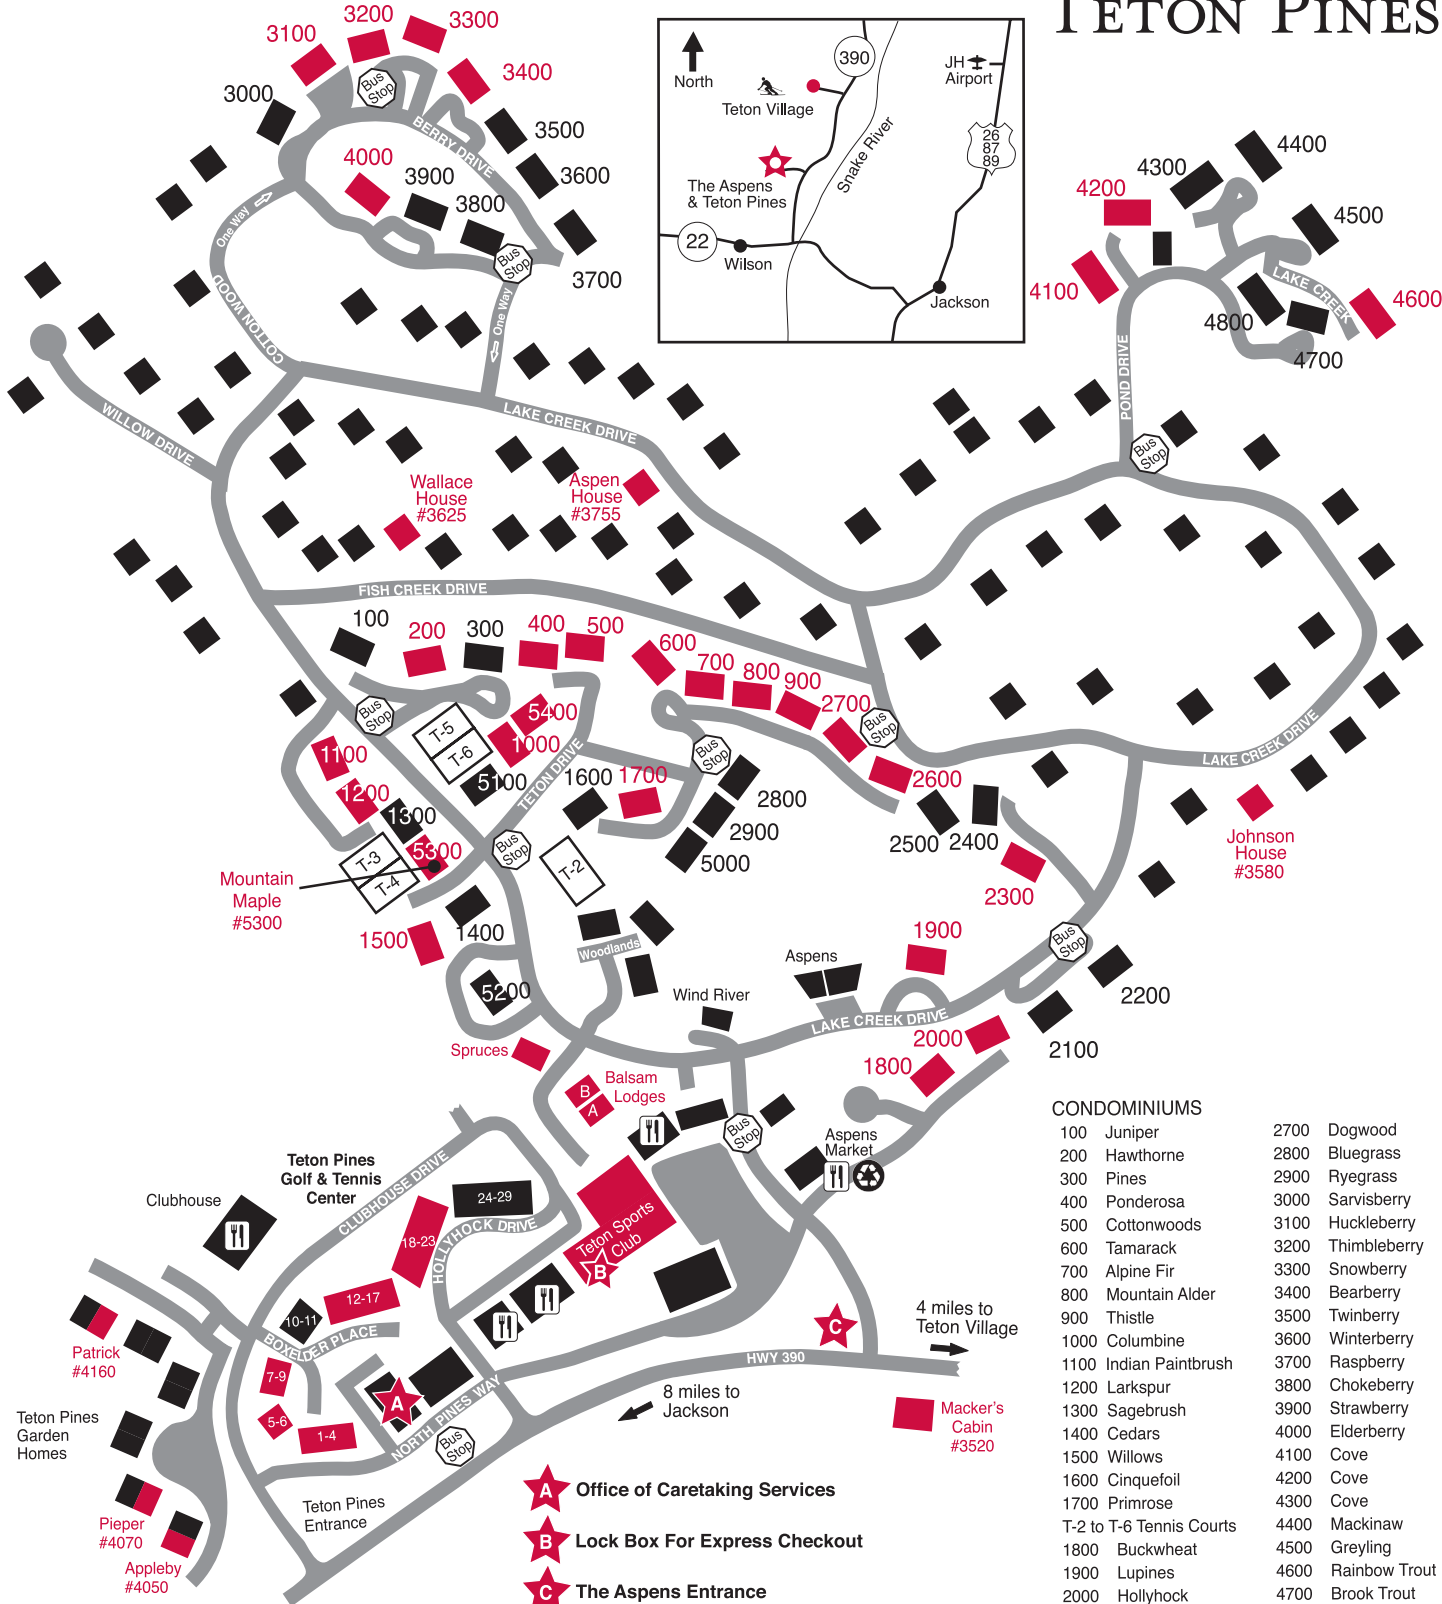 TETON PINES
3100
3200
3300
3400
3000
Bus
Stop
BERRY DRIVE
3500
3600
4000
3900
3800
Bus
Stop
3700
One Way
COTTONWOOD
One Way
WILLOW DRIVE
LAKE CREEK DRIVE
North
390
JH
Airport
Teton Village
26
87
89
Snake River
The Aspens
& Teton Pines
22
Wilson
Jackson
4400
4300
4200
4500
4100
LAKE CREEK
4600
4800
4700
POND DRIVE
Bus
Stop
Wallace
House
#3625
Aspen
House
#3755
FISH CREEK DRIVE
100
200
300
400
500
600
700
800
900
2700
Bus
Stop
Bus
Stop
T-5
T-6
5400
1000
5100
TETON DRIVE
Bus
Stop
1100
1200
1300
5300
T-3
T-4
1600
1700
2800
2900
5000
2600
2500
2400
LAKE CREEK DRIVE
Bus
Stop
T-2
Mountain
Maple
#5300
2300
Johnson
House
#3580
1400
1500
1900
Bus
Stop
Woodlands
5200
Aspens
Wind River
2200
LAKE CREEK DRIVE
2000
2100
1800
Spruces
B
A
Balsam
Lodges
Bus
Stop
Aspens
Market
Teton Pines
Golf & Tennis
Center
CLUBHOUSE DRIVE
Clubhouse
24-29
HOLLYHOCK DRIVE
18-23
Teton Sports
Club
B
12-17
10-11
BOXELDER PLACE
7-9
5-6
1-4
A
NORTH PINES WAY
Bus
Stop
C
4 miles to
Teton Village
HWY 390
8 miles to
Jackson
Macker's
Cabin
#3520
Patrick
#4160
Teton Pines
Garden
Homes
Pieper
#4070
Appleby
#4050
Teton Pines
Entrance
A Office of Caretaking Services
B Lock Box For Express Checkout
C The Aspens Entrance
CONDOMINIUMS
100 Juniper
200 Hawthorne
300 Pines
400 Ponderosa
500 Cottonwoods
600 Tamarack
700 Alpine Fir
800 Mountain Alder
900 Thistle
1000 Columbine
1100 Indian Paintbrush
1200 Larkspur
1300 Sagebrush
1400 Cedars
1500 Willows
1600 Cinquefoil
1700 Primrose
T-2 to T-6 Tennis Courts
1800 Buckwheat
1900 Lupines
2000 Hollyhock
2700 Dogwood
2800 Bluegrass
2900 Ryegrass
3000 Sarvisberry
3100 Huckleberry
3200 Thimbleberry
3300 Snowberry
3400 Bearberry
3500 Twinberry
3600 Winterberry
3700 Raspberry
3800 Chokeberry
3900 Strawberry
4000 Elderberry
4100 Cove
4200 Cove
4300 Cove
4400 Mackinaw
4500 Greyling
4600 Rainbow Trout
4700 Brook Trout